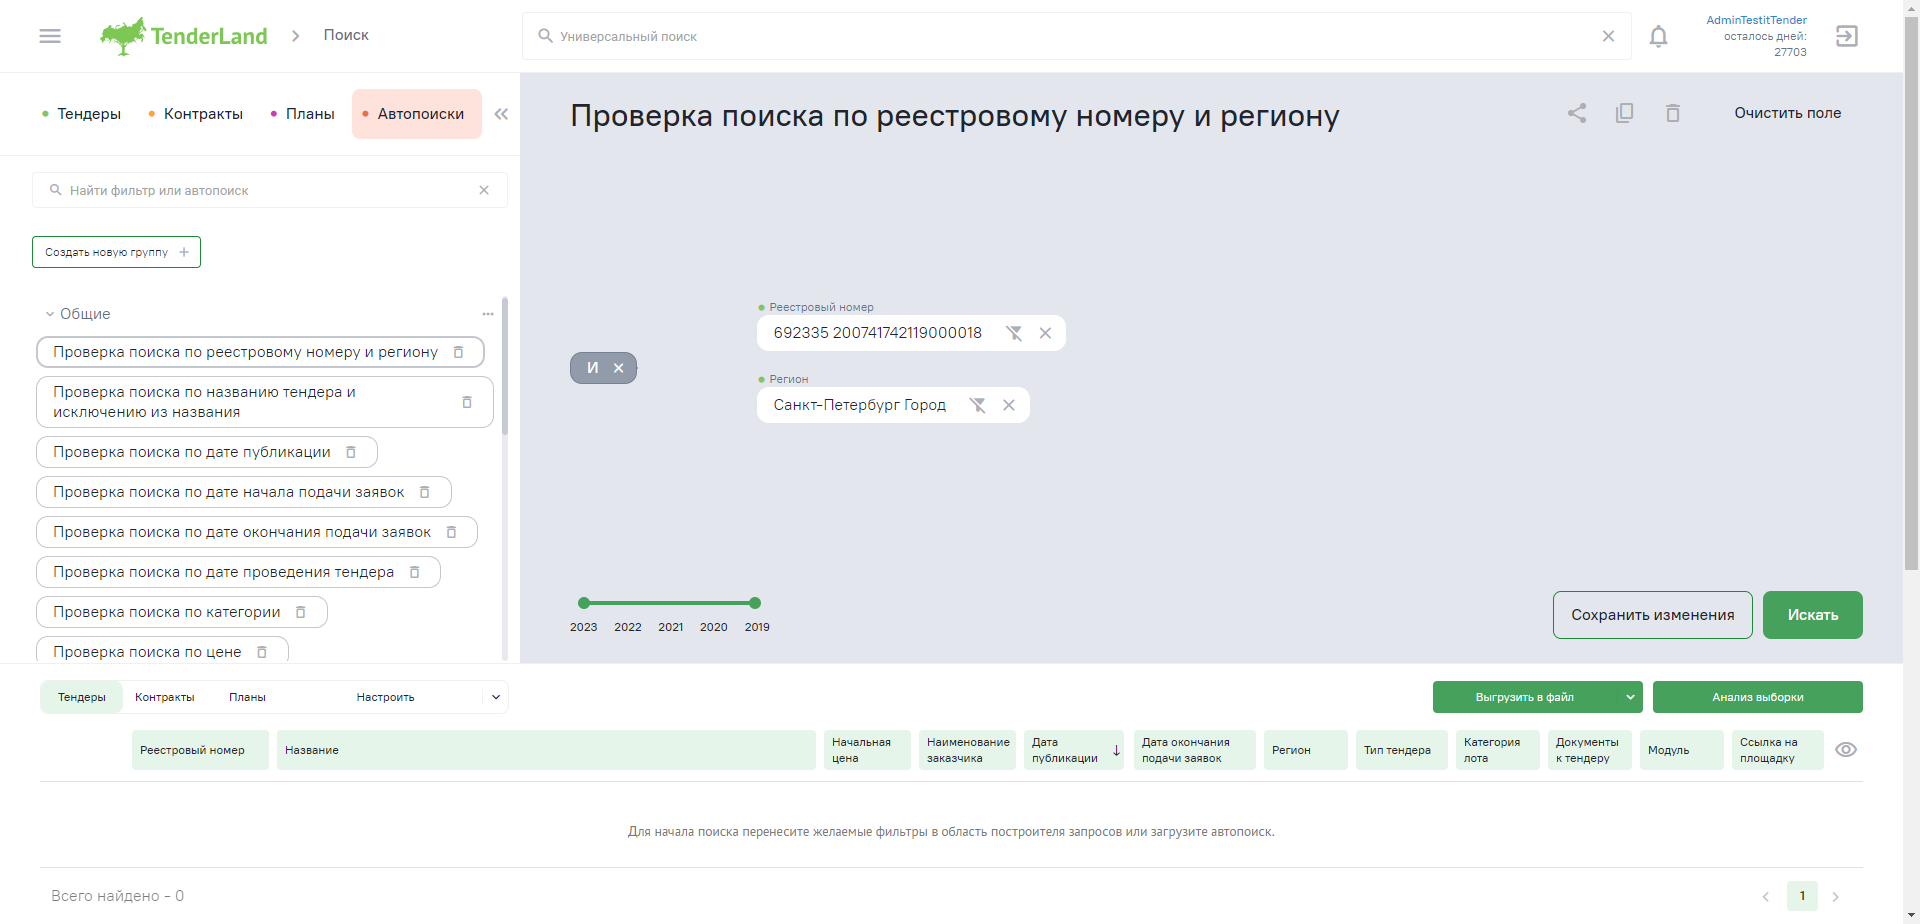 TenderLand
Поиск
Универсальный поиск
AdminTestitTender
осталось дней:
27703
Тендеры
Контракты
Планы
Автопоиски
Найти фильтр или автопоиск
Создать новую группу
Общие
Проверка поиска по реестровому номеру и региону
Проверка поиска по названию тендера и
исключению из названия
Проверка поиска по дате публикации
Проверка поиска по дате начала подачи заявок
Проверка поиска по дате окончания подачи заявок
Проверка поиска по дате проведения тендера
Проверка поиска по категории
Проверка поиска по цене
Проверка поиска по реестровому номеру и региону
Очистить поле
Реестровый номер
692335 200741742119000018
И
Регион
Санкт-Петербург Город
2023 2022 2021 2020 2019
Сохранить изменения
Искать
Тендеры
Контракты
Планы
Настроить
Выгрузить в файл
Анализ выборки
Реестровый номер
Название
Начальная
цена
Наименование
заказчика
Дата
публикации
Дата окончания
подачи заявок
Регион
Тип тендера
Категория
лота
Документы
к тендеру
Модуль
Ссылка на
площадку
Для начала поиска перенесите желаемые фильтры в область построителя запросов или загрузите автопоиск.
Всего найдено - 0
1